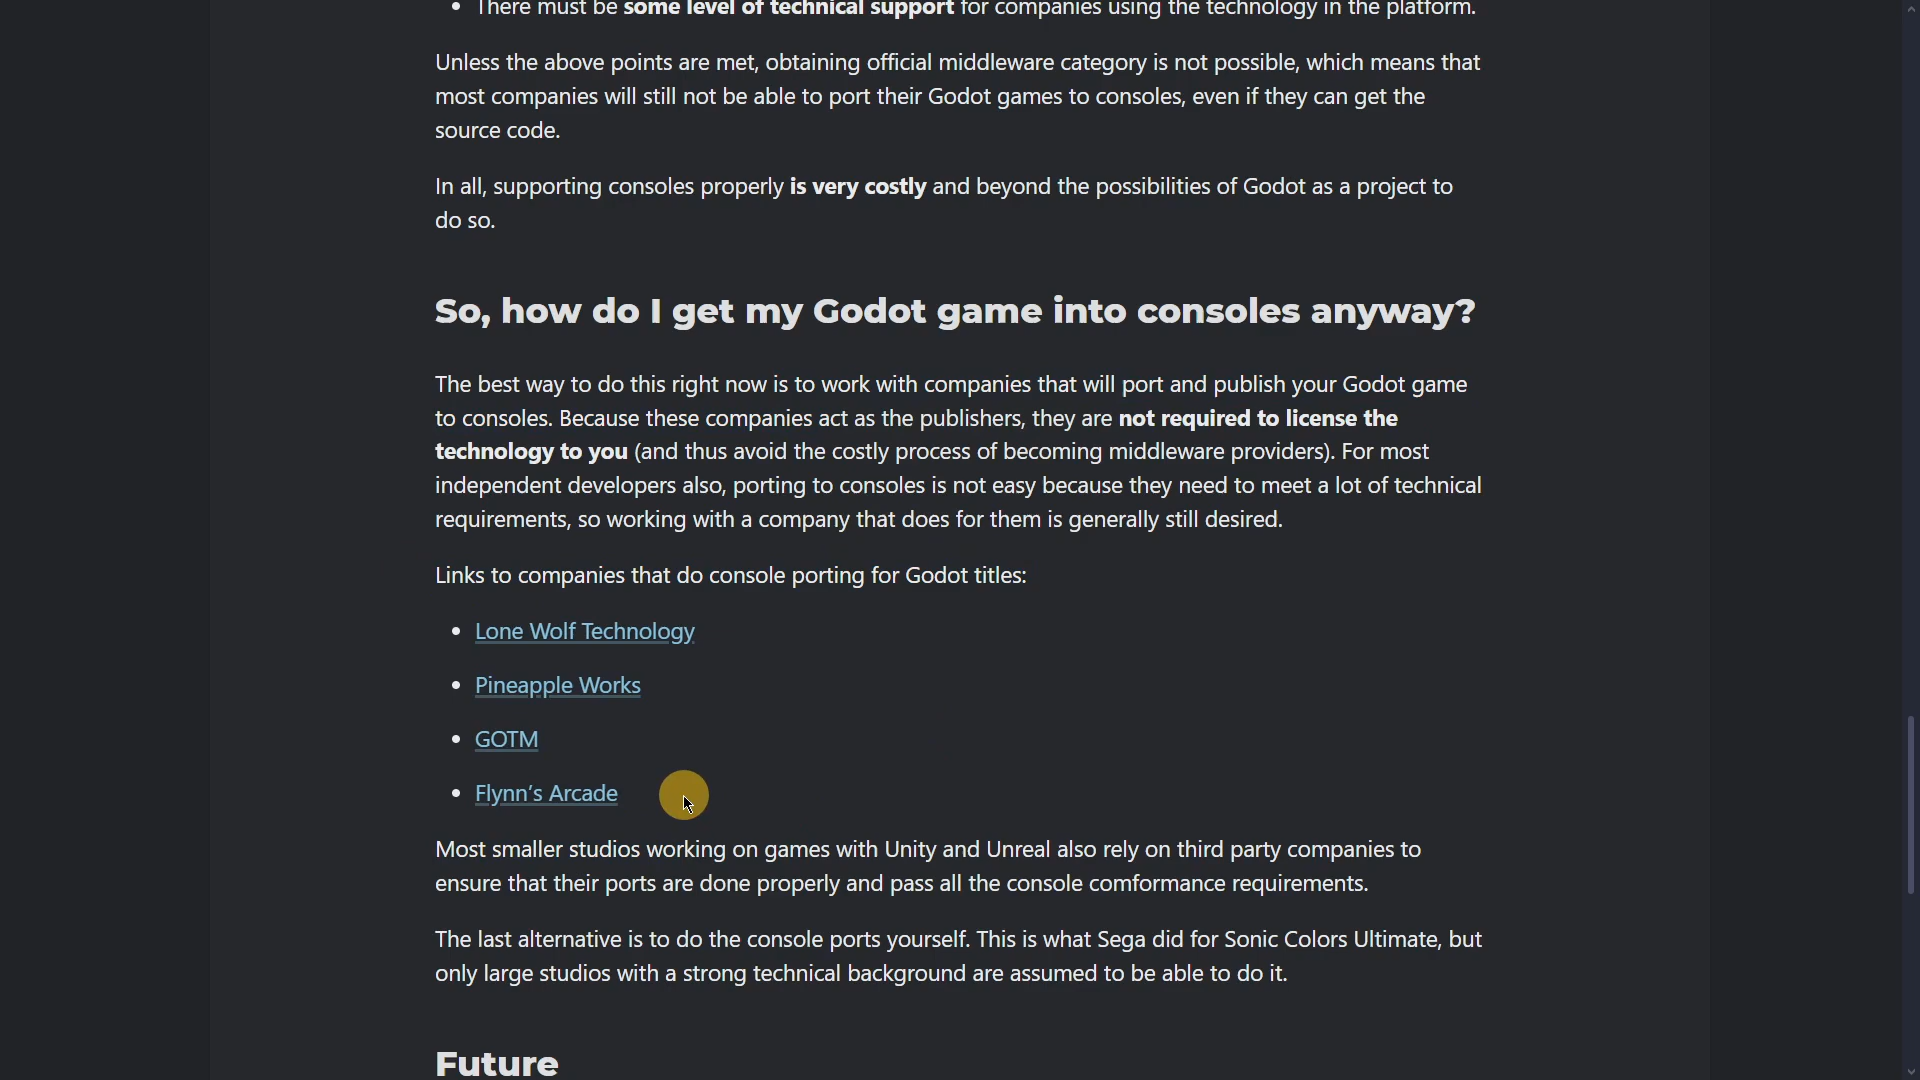 • There must be some level of technical support for companies using the technology in the platform.
Unless the above points are met, obtaining official middleware category is not possible, which means that
most companies will still not be able to port their Godot games to consoles, even if they can get the
source code.
In all, supporting consoles properly is very costly and beyond the possibilities of Godot as a project to
do so.
So, how do I get my Godot game into consoles anyway?
The best way to do this right now is to work with companies that will port and publish your Godot game
to consoles. Because these companies act as the publishers, they are not required to license the
technology to you (and thus avoid the costly process of becoming middleware providers). For most
independent developers also, porting to consoles is not easy because they need to meet a lot of technical
requirements, so working with a company that does for them is generally still desired.
Links to companies that do console porting for Godot titles:
• Lone Wolf Technology
• Pineapple Works
• GOTM
• Flynn’s Arcade
Most smaller studios working on games with Unity and Unreal also rely on third party companies to
ensure that their ports are done properly and pass all the console comformance requirements.
The last alternative is to do the console ports yourself. This is what Sega did for Sonic Colors Ultimate, but
only large studios with a strong technical background are assumed to be able to do it.
Future